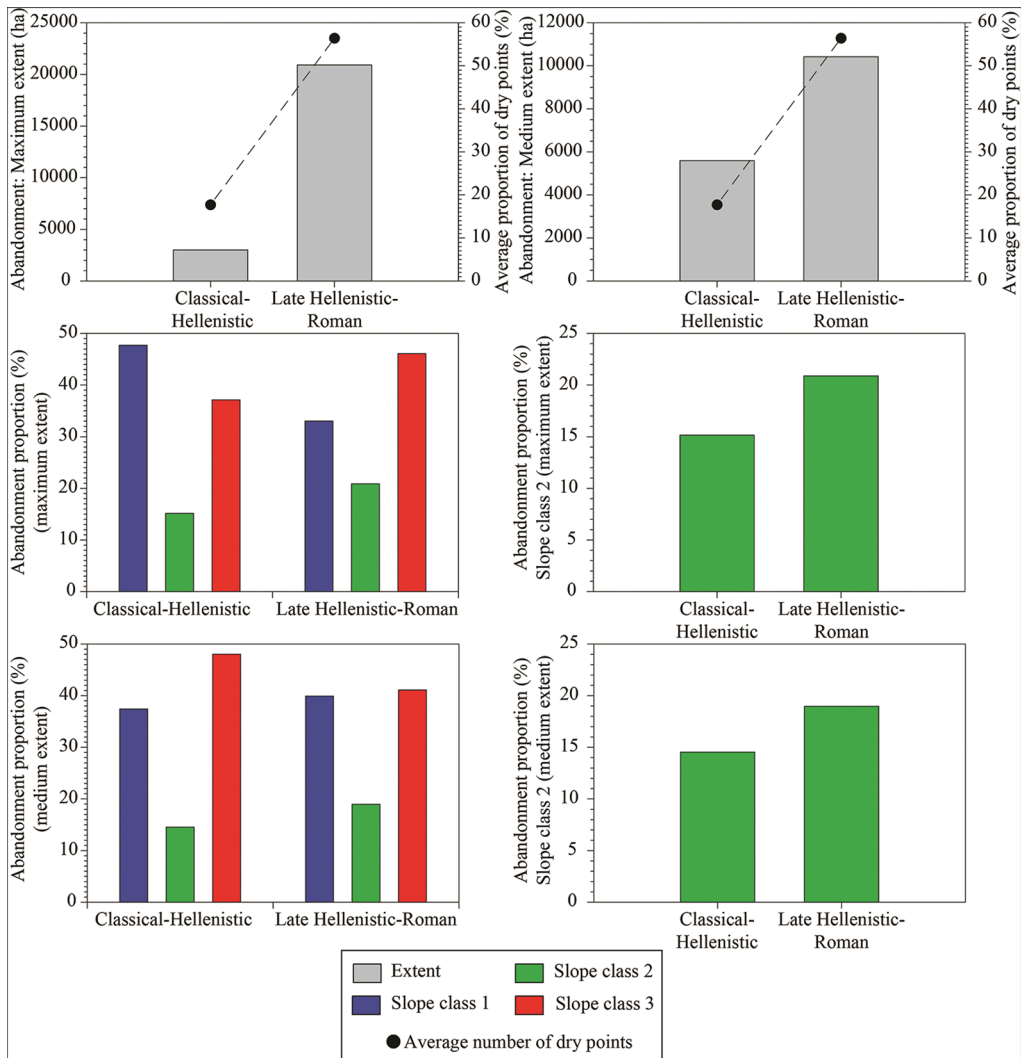 Abandonment: Maximum extent (ha)
25000
20000
15000
10000
5000
0
60
50
40
30
20
10
0
Average proportion of dry points (%)
Classical-
Hellenistic
Late Hellenistic-
Roman
Abandonment: Medium extent (ha)
12000
10000
8000
6000
4000
2000
0
60
50
40
30
20
10
0
Average proportion of dry points (%)
Classical-
Hellenistic
Late Hellenistic-
Roman
Abandonment proportion (%)
(maximum extent)
50
40
30
20
10
0
Classical-Hellenistic
Late Hellenistic-Roman
Abandonment proportion (%)
Slope class 2 (maximum extent)
25
20
15
10
5
0
Classical-
Hellenistic
Late Hellenistic-
Roman
Abandonment proportion (%)
(medium extent)
50
40
30
20
10
0
Classical-Hellenistic
Late Hellenistic-Roman
Abandonment proportion (%)
Slope class 2 (medium extent)
25
20
15
10
5
0
Classical-
Hellenistic
Late Hellenistic-
Roman
Extent
Slope class 2
Slope class 1
Slope class 3
Average number of dry points